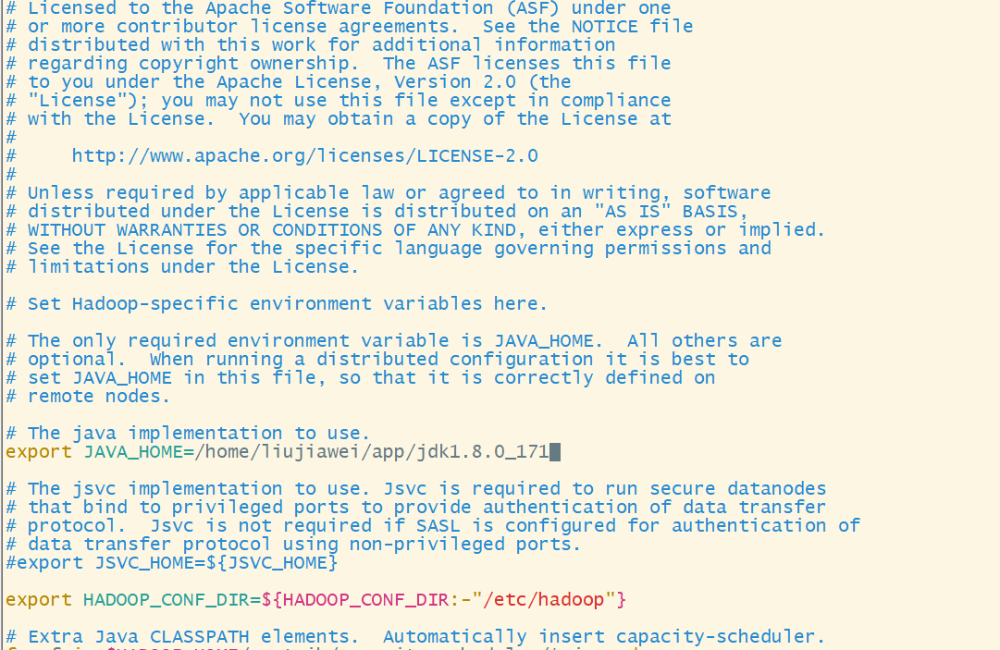 # Licensed to the Apache Software Foundation (ASF) under one
# or more contributor license agreements.  See the NOTICE file
# distributed with this work for additional information
# regarding copyright ownership.  The ASF licenses this file
# to you under the Apache License, Version 2.0 (the
# "License"); you may not use this file except in compliance
# with the License.  You may obtain a copy of the License at
#
#     http://www.apache.org/licenses/LICENSE-2.0
#
# Unless required by applicable law or agreed to in writing, software
# distributed under the License is distributed on an "AS IS" BASIS,
# WITHOUT WARRANTIES OR CONDITIONS OF ANY KIND, either express or implied.
# See the License for the specific language governing permissions and
# limitations under the License.
# Set Hadoop-specific environment variables here.
# The only required environment variable is JAVA_HOME.  All others are
# optional.  When running a distributed configuration it is best to
# set JAVA_HOME in this file, so that it is correctly defined on
# remote nodes.
# The java implementation to use.
export JAVA_HOME=/home/liujiawei/app/jdk1.8.0_171
# The jsvc implementation to use. Jsvc is required to run secure datanodes
# that bind to privileged ports to provide authentication of data transfer
# protocol.  Jsvc is not required if SASL is configured for authentication of
# data transfer protocol using non-privileged ports.
#export JSVC_HOME=${JSVC_HOME}
export HADOOP_CONF_DIR=${HADOOP_CONF_DIR:-"/etc/hadoop"}
# Extra Java CLASSPATH elements.  Automatically insert capacity-scheduler.